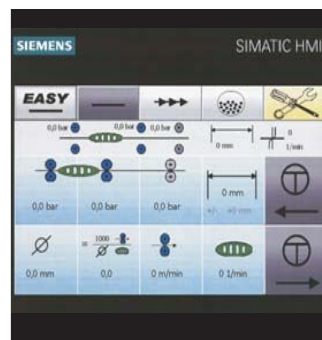 SIEMENS SIMATIC HMI
EASY
0,0 bar 0,0 bar 0,0 bar 0
0 mm 1/min
0 mm
0,0 bar 0,0 bar 0,0 bar +/- +0 mm
= 1000
0,0 mm 0,0 0 m/min 0 1/min